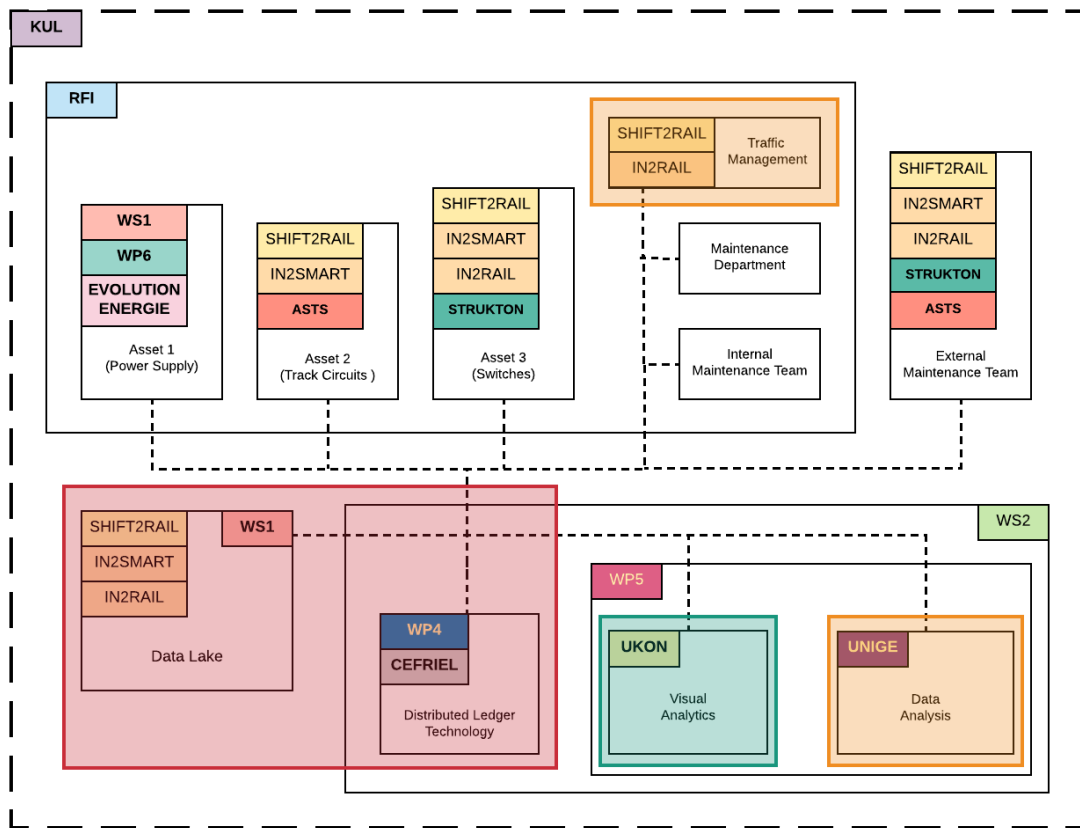 KUL
RFI
SHIFT2RAIL
IN2RAIL
Traffic
Management
WS1
WP6
EVOLUTION
ENERGIE
Asset 1
(Power Supply)
SHIFT2RAIL
IN2SMART
ASTS
Asset 2
(Track Circuits )
SHIFT2RAIL
IN2SMART
IN2RAIL
STRUKTON
Asset 3
(Switches)
Maintenance
Department
Internal
Maintenance Team
SHIFT2RAIL
IN2SMART
IN2RAIL
STRUKTON
ASTS
External
Maintenance Team
SHIFT2RAIL
IN2SMART
IN2RAIL
WS1
Data Lake
WS2
WP4
CEFRIEL
Distributed Ledger
Technology
WP5
UKON
Visual
Analytics
UNIGE
Data
Analysis